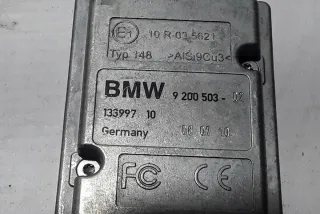 E1 10 R-03 5621
Typ 148 >AlSi9Cu3<
BMW 9 200 503-
133997 10
Germany
FC CE